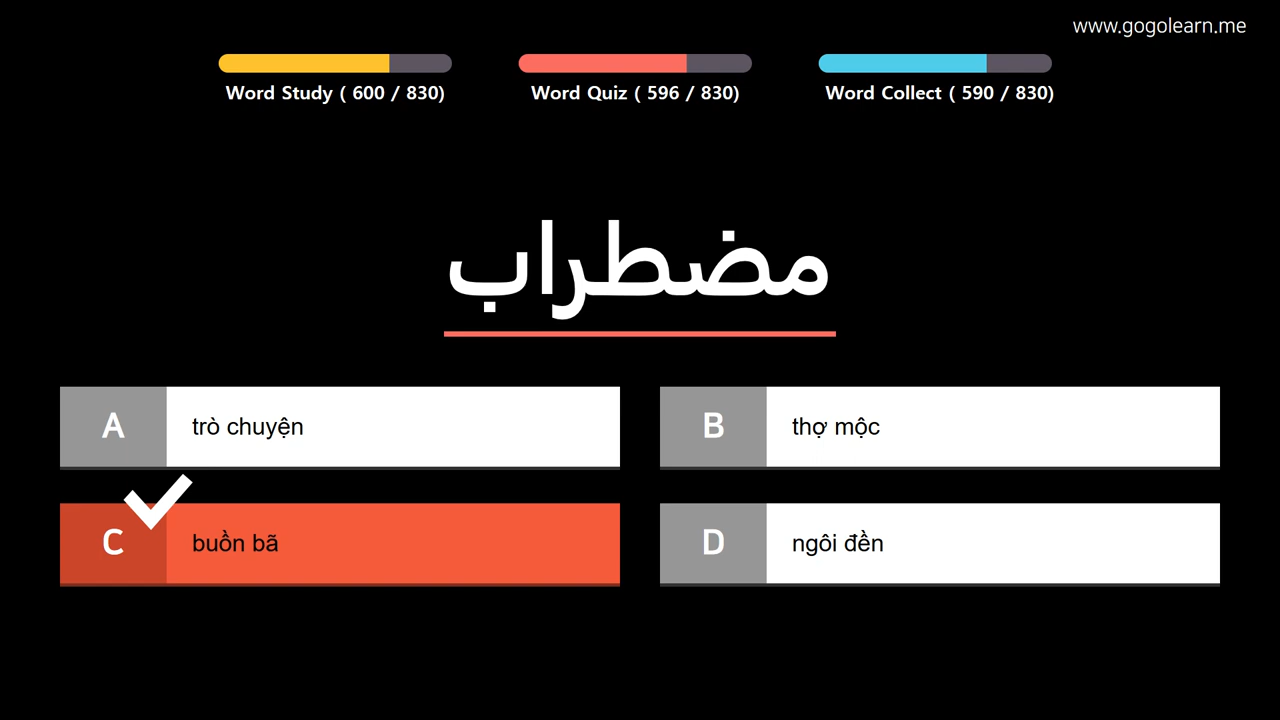 www.gogolearn.me
Word Study ( 600 / 830)
Word Quiz ( 596 / 830)
Word Collect ( 590 / 830)
مضطراب
A
trò chuyện
B
thợ mộc
C
buồn bã
D
ngôi đền